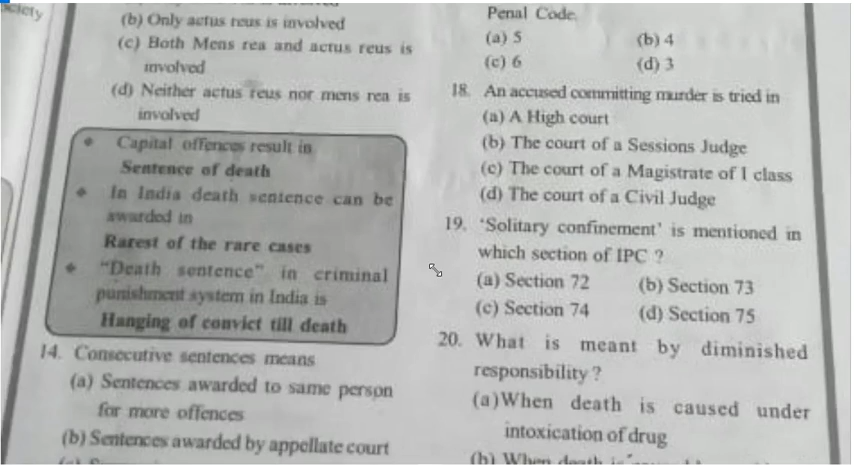 (b) Only actus reus is involved
(c) Both Mens rea and actus reus is
involved
(d) Neither actus reus nor mens rea is
involved
Capital offences result in
Sentence of death
In India death sentence can be
awarded in
Rarest of the rare cases
"Death sentence" in criminal
punishment system in India is
Hanging of convict till death
14. Consecutive sentences means
(a) Sentences awarded to same person
for more offences
(b) Sentences awarded by appellate court
Penal Code.
(a) 5 (b) 4
(c) 6 (d) 3
18. An accused committing murder is tried in
(a) A High court
(b) The court of a Sessions Judge
(c) The court of a Magistrate of I class
(d) The court of a Civil Judge
19. 'Solitary confinement' is mentioned in
which section of IPC ?
(a) Section 72 (b) Section 73
(c) Section 74 (d) Section 75
20. What is meant by diminished
responsibility ?
(a)When death is caused under
intoxication of drug
(b) When death is